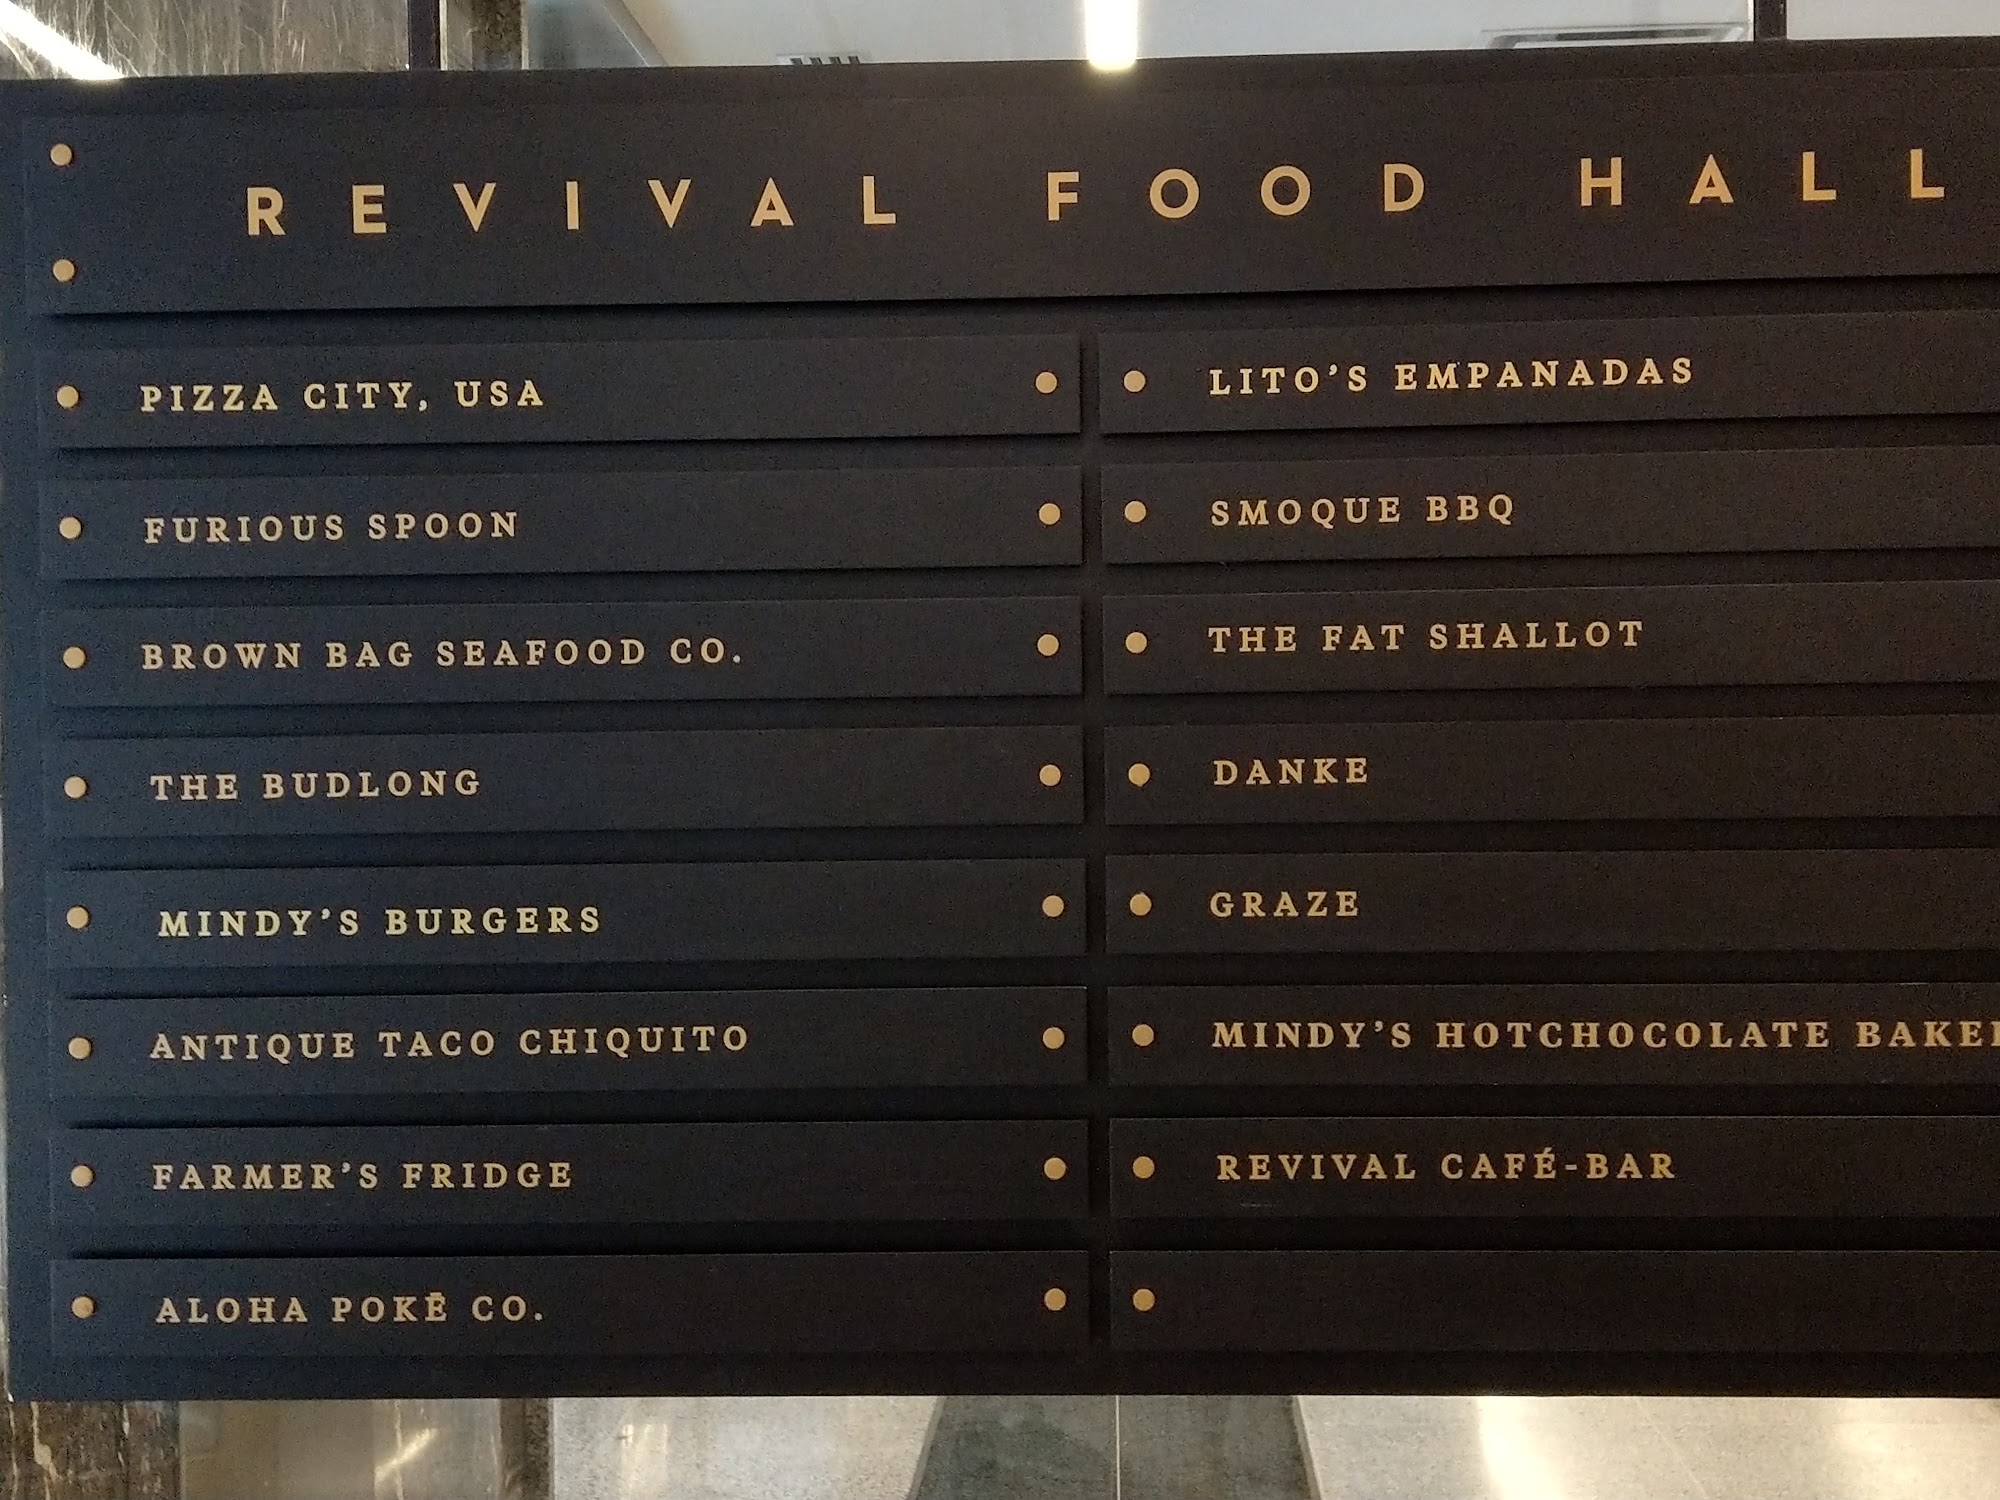 REVIVAL FOOD HALL
PIZZA CITY, USA
FURIOUS SPOON
BROWN BAG SEAFOOD CO.
THE BUDLONG
MINDY'S BURGERS
ANTIQUE TACO CHIQUITO
FARMER'S FRIDGE
ALOHA POKĒ CO.
LITO'S EMPANADAS
SMOQUE BBQ
THE FAT SHALLOT
DANKE
GRAZE
MINDY'S HOTCHOCOLATE
REVIVAL CAFÉ-BAR